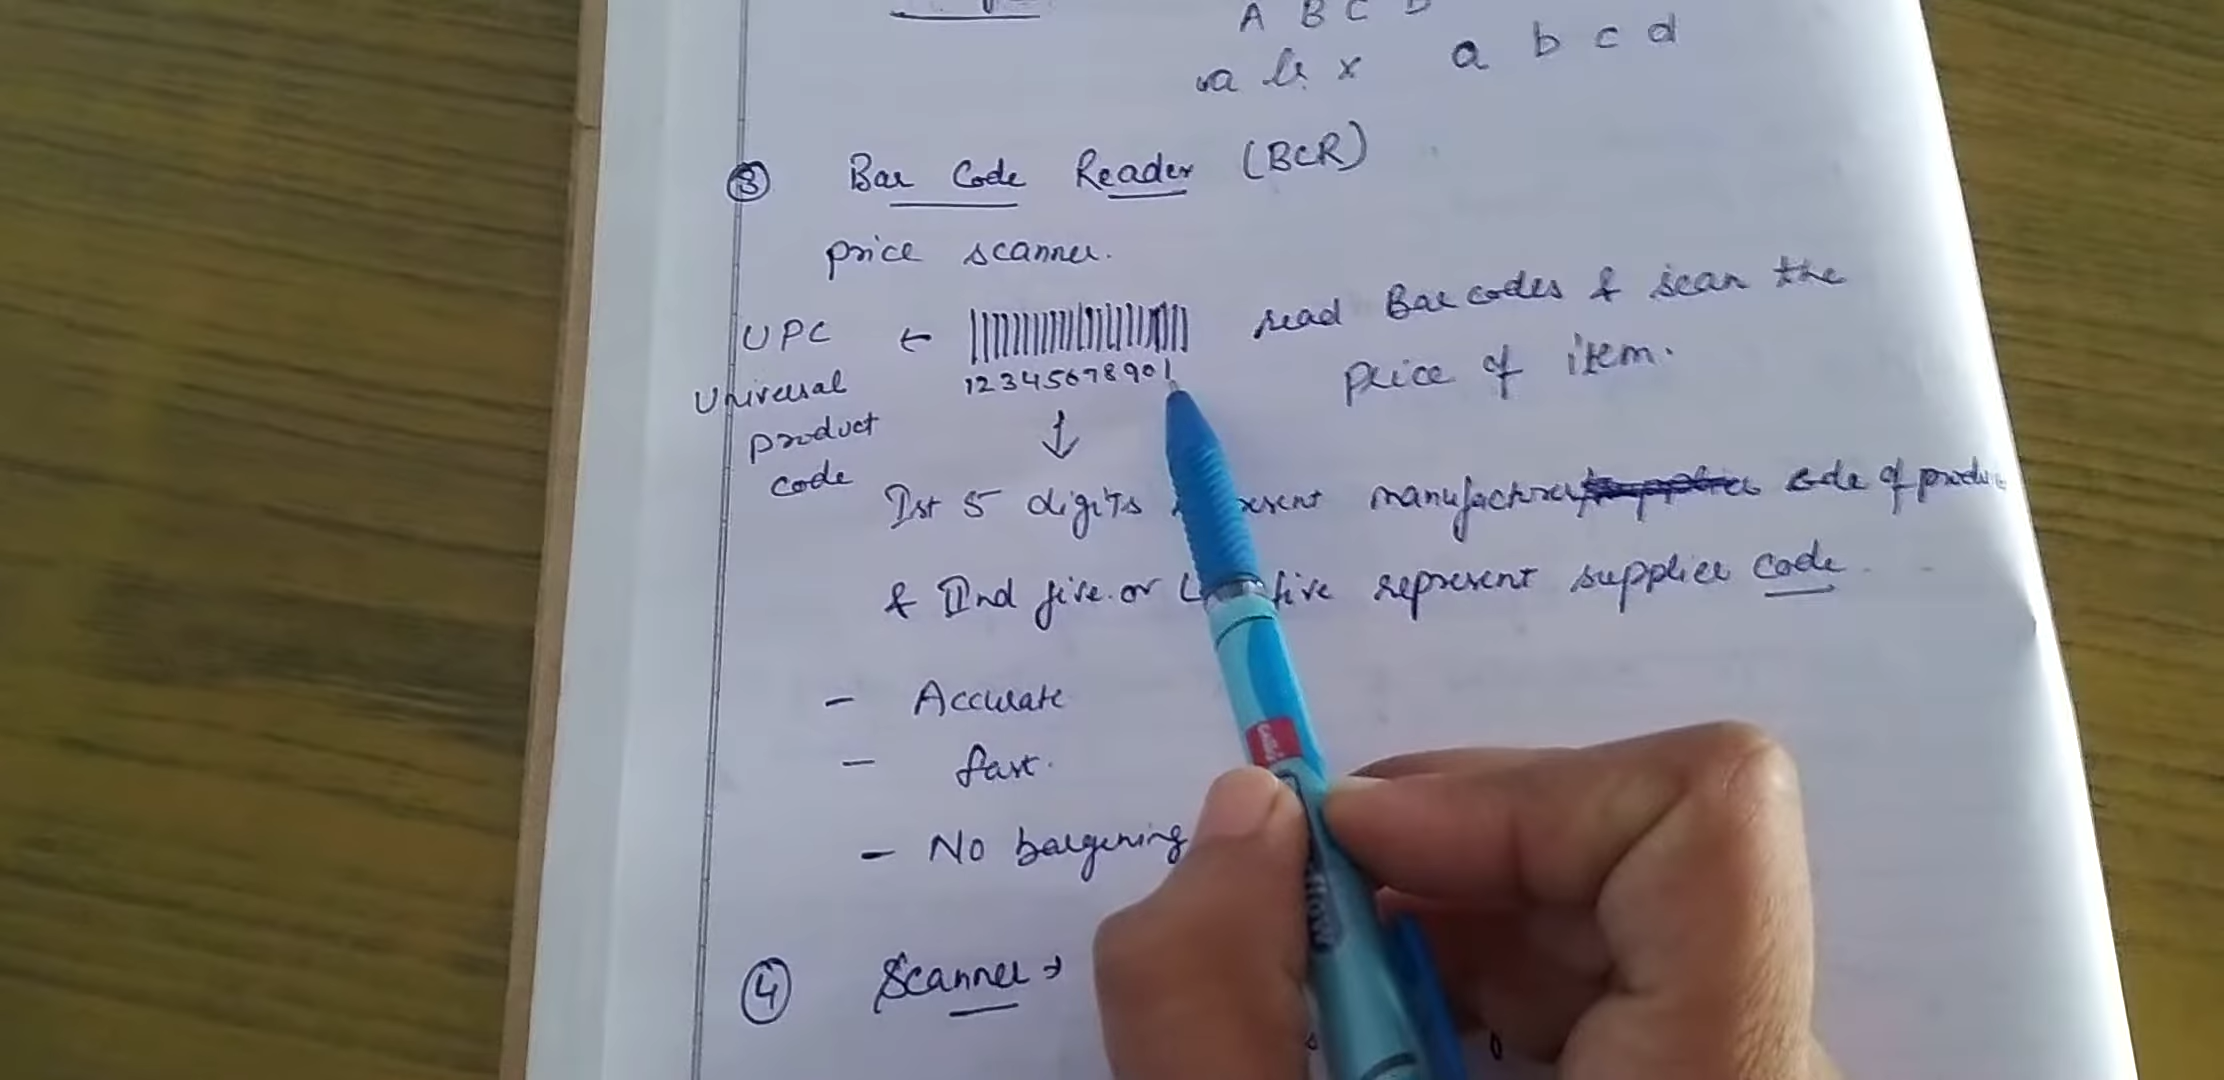 A B C D
a b x a b c d
③ Bar Code Reader (BCR)
price scanner.
UPC ← read Bar codes & scan the
12345678901 price of item.
Universal
product
code
↓
Ist 5 digits manufacturer code of produc
& IInd five or five represent supplier code
- Accurate
- fast.
- No bargening
④ Scanner →
cello